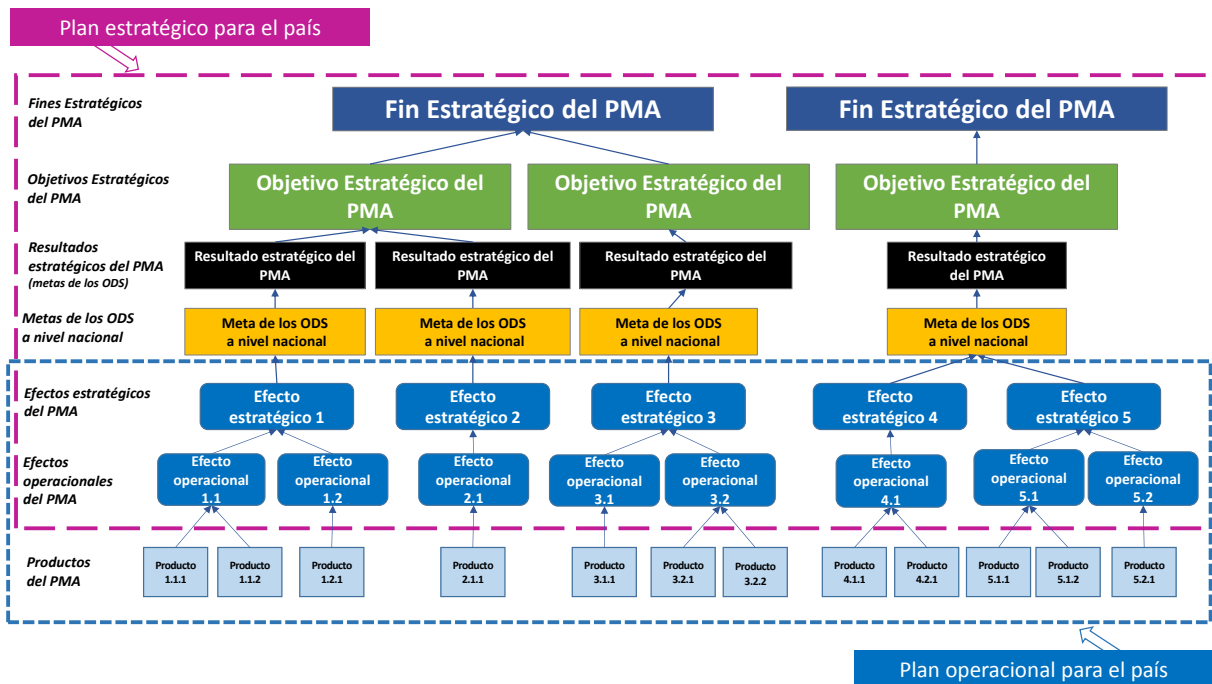 Plan estratégico para el país
Fines Estratégicos
del PMA
Fin Estratégico del PMA
Fin Estratégico del PMA
Objetivos Estratégicos
del PMA
Objetivo Estratégico del
PMA
Objetivo Estratégico del
PMA
Objetivo Estratégico del
PMA
Resultados
estratégicos del PMA
(metas de los ODS)
Resultado estratégico del
PMA
Resultado estratégico del
PMA
Resultado estratégico del
PMA
Resultado estratégico
del PMA
Metas de los ODS
a nivel nacional
Meta de los ODS
a nivel nacional
Meta de los ODS
a nivel nacional
Meta de los ODS
a nivel nacional
Meta de los ODS
a nivel nacional
Efectos estratégicos
del PMA
Efecto
estratégico 1
Efecto
estratégico 2
Efecto
estratégico 3
Efecto
estratégico 4
Efecto
estratégico 5
Efectos
operacionales
del PMA
Efecto
operacional
1.1
Efecto
operacional
1.2
Efecto
operacional
2.1
Efecto
operacional
3.1
Efecto
operacional
3.2
Efecto
operacional
4.1
Efecto
operacional
5.1
Efecto
operacional
5.2
Productos
del PMA
Producto
1.1.1
Producto
1.1.2
Producto
1.2.1
Producto
2.1.1
Producto
3.1.1
Producto
3.2.1
Producto
3.2.2
Producto
4.1.1
Producto
4.2.1
Producto
5.1.1
Producto
5.1.2
Producto
5.2.1
Plan operacional para el país